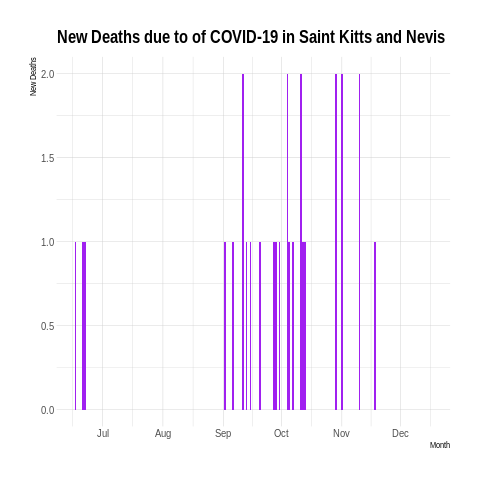 New Deaths due to of COVID-19 in Saint Kitts and Nevis
New Deaths
2.0
1.5
1.0
0.5
0.0
Jul Aug Sep Oct Nov Dec
Month